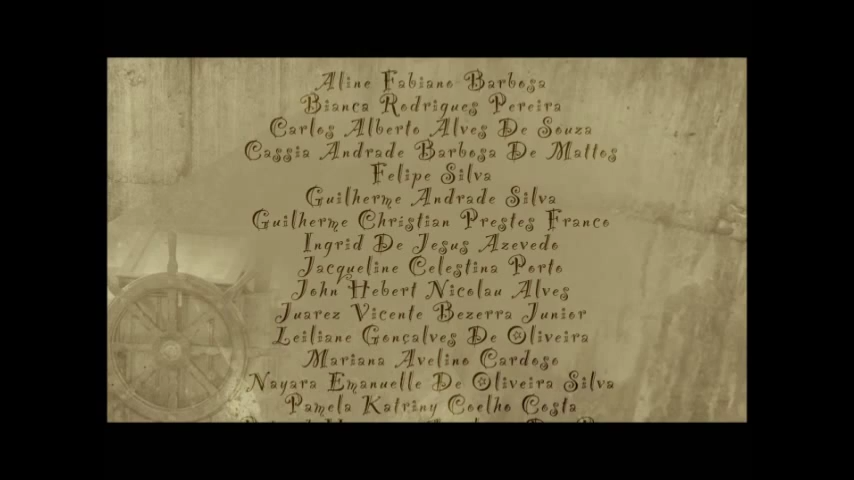 Aline Fabiano Barbosa
Bianca Rodrigues Pereira
Carlos Alberto Alves De Souza
Cassia Andrade Barbosa De Mattos
Felipe Silva
Guilherme Andrade Silva
Guilherme Christian Prestes Franco
Ingrid De Jesus Azevedo
Jacqueline Celestina Porto
John Hebert Nicolau Alves
Juarez Vicente Bezerra Junior
Leiliane Gonçalves De Oliveira
Mariana Avelino Cardoso
Nayara Emanuelle De Oliveira Silva
Pamela Katriny Coelho Costa